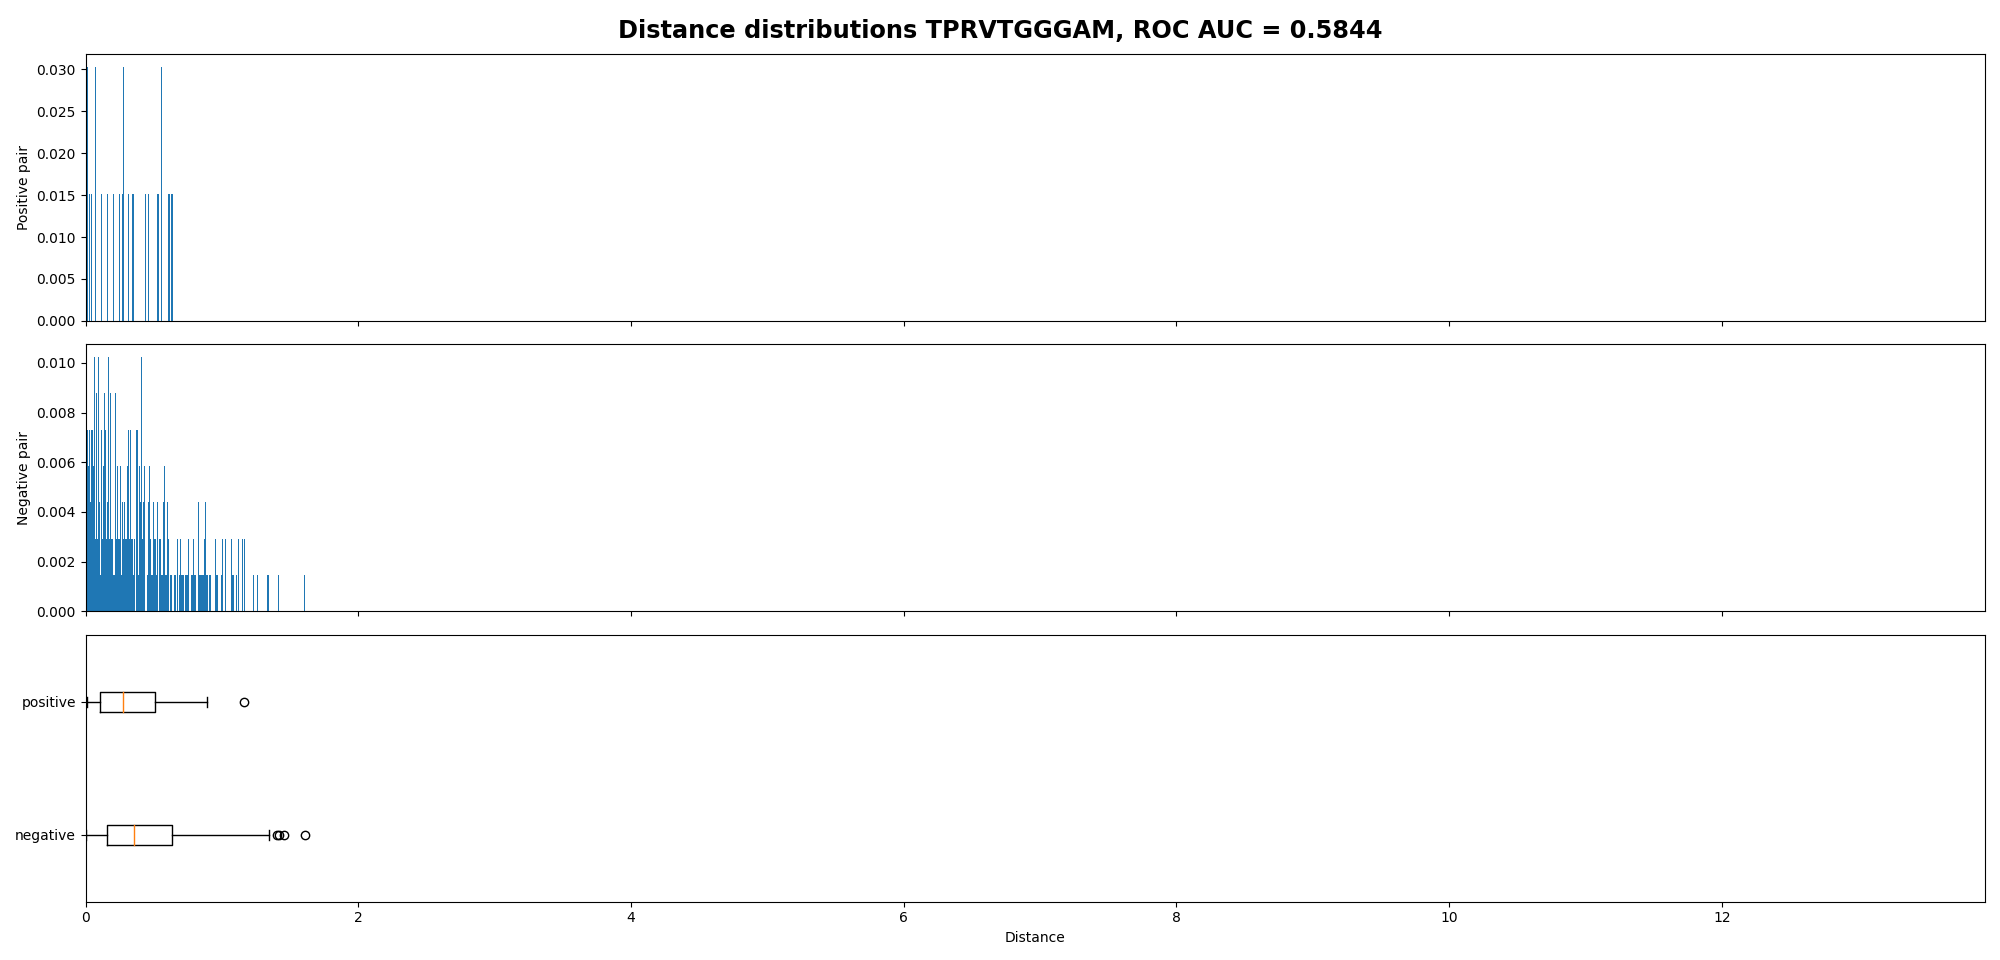 Distance distributions TPRVTGGGAM, ROC AUC = 0.5844
0.030
0.025
0.020
0.015
0.010
0.005
0.000
Positive pair
0.010
0.008
0.006
0.004
0.002
0.000
Negative pair
positive
negative
0 2 4 6 8 10 12
Distance